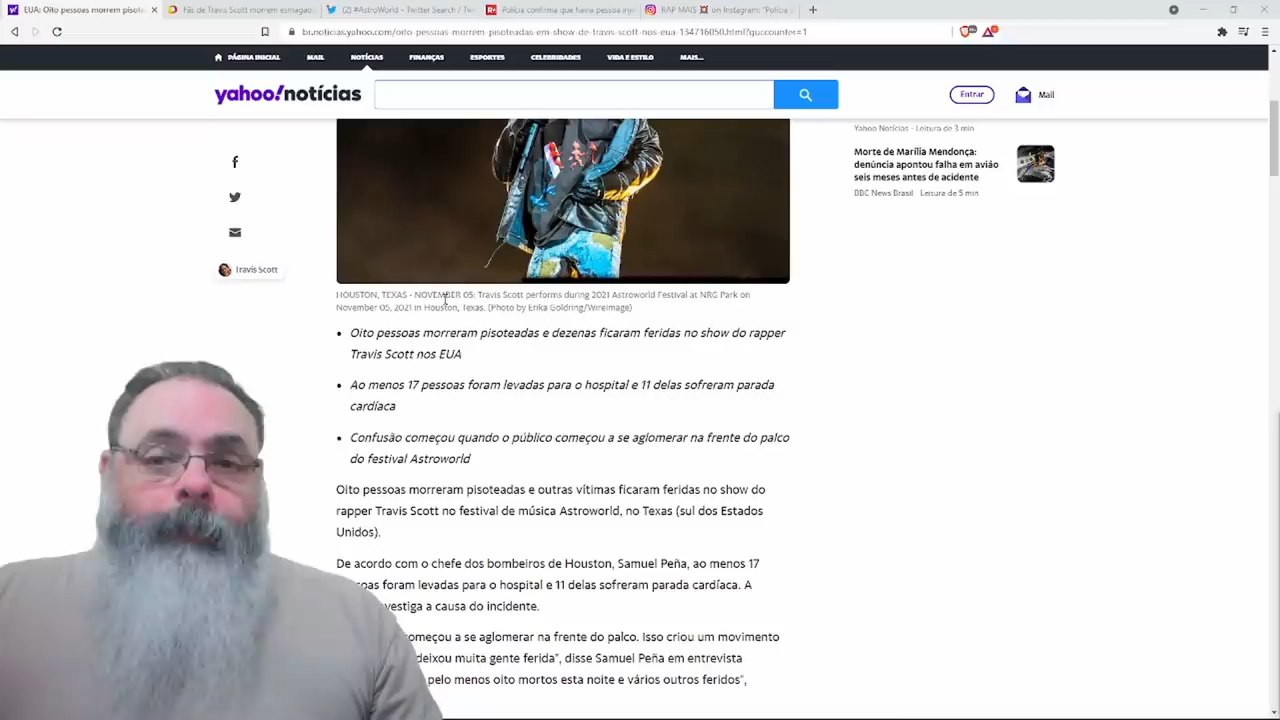 EUA: Oito pessoas morrem pisote
Fãs de Travis Scott morrem esmagado
(2) #AstroWorld - Twitter Search / Tw
Polícia confirma que havia pessoa inje
RAP MAIS 💢 on Instagram: "Polícia
br.noticias.yahoo.com/oito-pessoas-morrem-pisoteadas-em-show-de-travis-scott-nos-eua-134716050.html?guccounter=1
PÁGINA INICIAL MAIL NOTÍCIAS FINANÇAS ESPORTES CELEBRIDADES VIDA E ESTILO MAIS...
yahoo!notícias
Entrar
Mail
Yahoo Notícias · Leitura de 3 min
Morte de Marília Mendonça:
denúncia apontou falha em avião
seis meses antes de acidente
BBC News Brasil Leitura de 5 min
Travis Scott
HOUSTON, TEXAS - NOVEMBER 05: Travis Scott performs during 2021 Astroworld Festival at NRG Park on
November 05, 2021 in Houston, Texas. (Photo by Erika Goldring/WireImage)
• Oito pessoas morreram pisoteadas e dezenas ficaram feridas no show do rapper
Travis Scott nos EUA
• Ao menos 17 pessoas foram levadas para o hospital e 11 delas sofreram parada
cardíaca
• Confusão começou quando o público começou a se aglomerar na frente do palco
do festival Astroworld
Oito pessoas morreram pisoteadas e outras vítimas ficaram feridas no show do
rapper Travis Scott no festival de música Astroworld, no Texas (sul dos Estados
Unidos).
De acordo com o chefe dos bombeiros de Houston, Samuel Peña, ao menos 17
oas foram levadas para o hospital e 11 delas sofreram parada cardíaca. A
vestiga a causa do incidente.
omeçou a se aglomerar na frente do palco. Isso criou um movimento
deixou muita gente ferida", disse Samuel Peña em entrevista
pelo menos oito mortos esta noite e vários outros feridos",